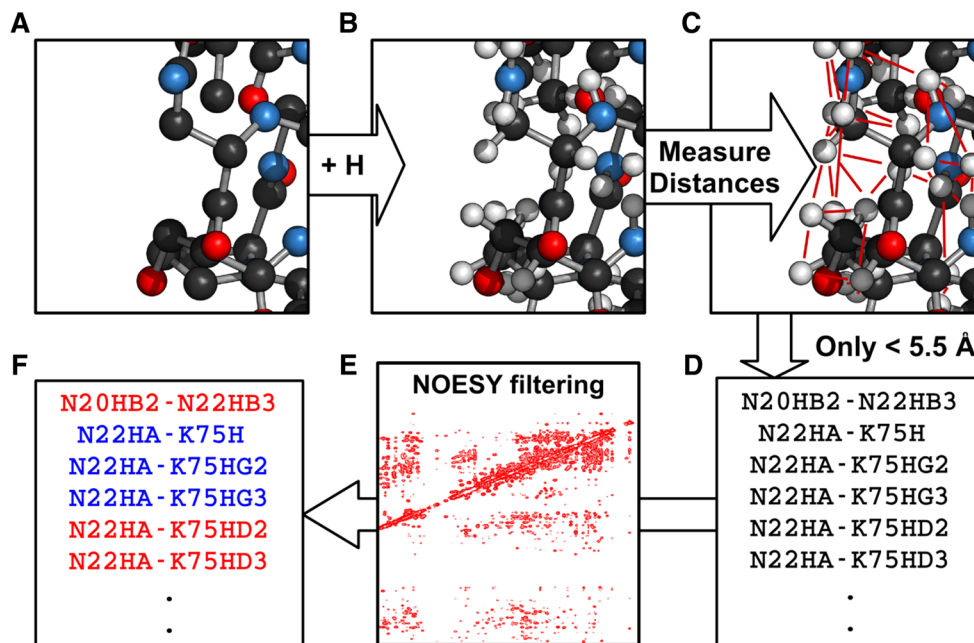 A
B
C
+ H
Measure
Distances
Only < 5.5 Å
F
E
D
NOESY filtering
N20HB2-N22HB3
N22HA-K75H
N22HA-K75HG2
N22HA-K75HG3
N22HA-K75HD2
N22HA-K75HD3
.
.
N20HB2-N22HB3
N22HA-K75H
N22HA-K75HG2
N22HA-K75HG3
N22HA-K75HD2
N22HA-K75HD3
.
.